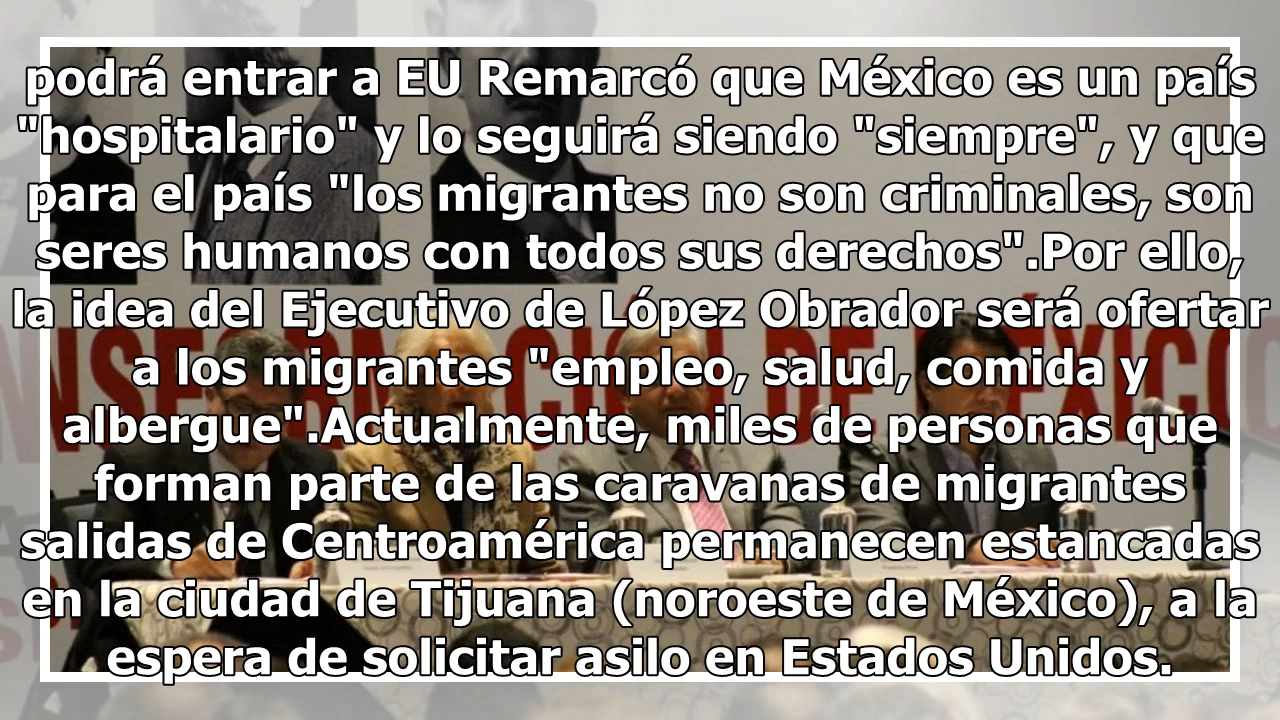 podrá entrar a EU Remarcó que México es un país
"hospitalario" y lo seguirá siendo "siempre", y que
para el país "los migrantes no son criminales, son
seres humanos con todos sus derechos".Por ello,
la idea del Ejecutivo de López Obrador será ofertar
a los migrantes "empleo, salud, comida y
albergue".Actualmente, miles de personas que
forman parte de las caravanas de migrantes
salidas de Centroamérica permanecen estancadas
en la ciudad de Tijuana (noroeste de México), a la
espera de solicitar asilo en Estados Unidos.